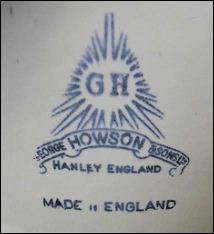 GH
GEORGE HOWSON & SONS LTD
HANLEY ENGLAND
MADE IN ENGLAND